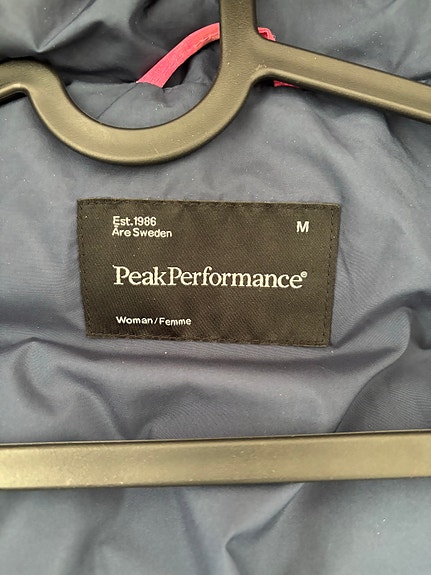 Est.1986
Åre Sweden
M
PeakPerformance®
Woman/Femme